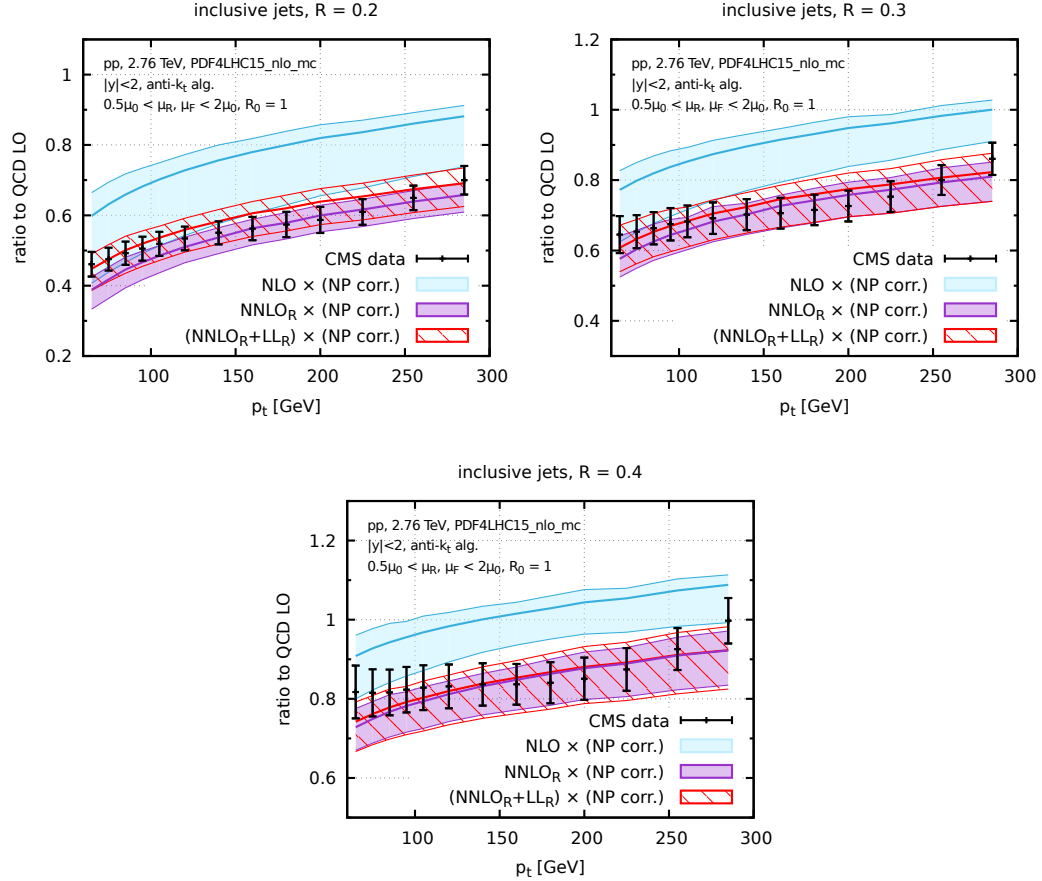 inclusive jets, R = 0.2
pp, 2.76 TeV, PDF4LHC15_nlo_mc
|y|<2, anti-kt alg.
0.5μ0 < μR, μF < 2μ0, R0 = 1
ratio to QCD LO
1
0.8
0.6
0.4
0.2
CMS data
NLO × (NP corr.)
NNLOR × (NP corr.)
(NNLOR+LLR) × (NP corr.)
100 150 200 250 300
pt [GeV]
inclusive jets, R = 0.3
pp, 2.76 TeV, PDF4LHC15_nlo_mc
|y|<2, anti-kt alg.
0.5μ0 < μR, μF < 2μ0, R0 = 1
ratio to QCD LO
1.2
1
0.8
0.6
0.4
CMS data
NLO × (NP corr.)
NNLOR × (NP corr.)
(NNLOR+LLR) × (NP corr.)
100 150 200 250 300
pt [GeV]
inclusive jets, R = 0.4
pp, 2.76 TeV, PDF4LHC15_nlo_mc
|y|<2, anti-kt alg.
0.5μ0 < μR, μF < 2μ0, R0 = 1
ratio to QCD LO
1.2
1
0.8
0.6
CMS data
NLO × (NP corr.)
NNLOR × (NP corr.)
(NNLOR+LLR) × (NP corr.)
100 150 200 250 300
pt [GeV]